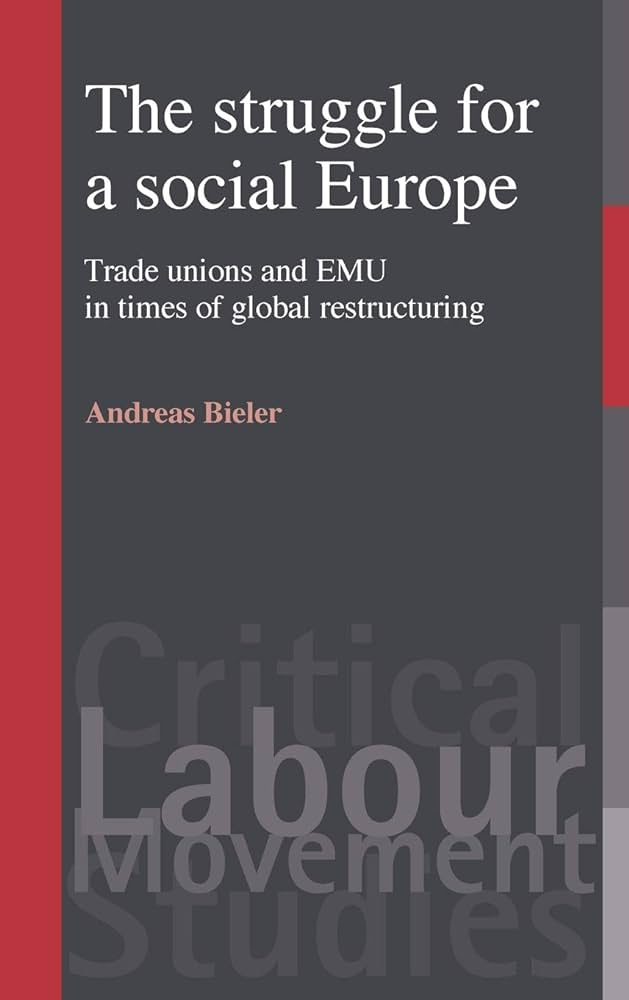 The struggle for
a social Europe
Trade unions and EMU
in times of global restructuring
Andreas Bieler
Critical
Labour
Movement
Studies